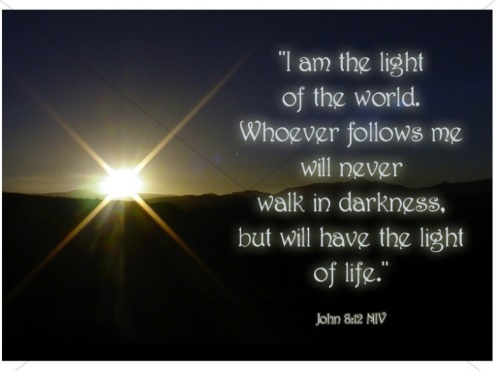 "I am the light
of the world.
Whoever follows me
will never
walk in darkness,
but will have the light
of life."
John 8:12 NIV